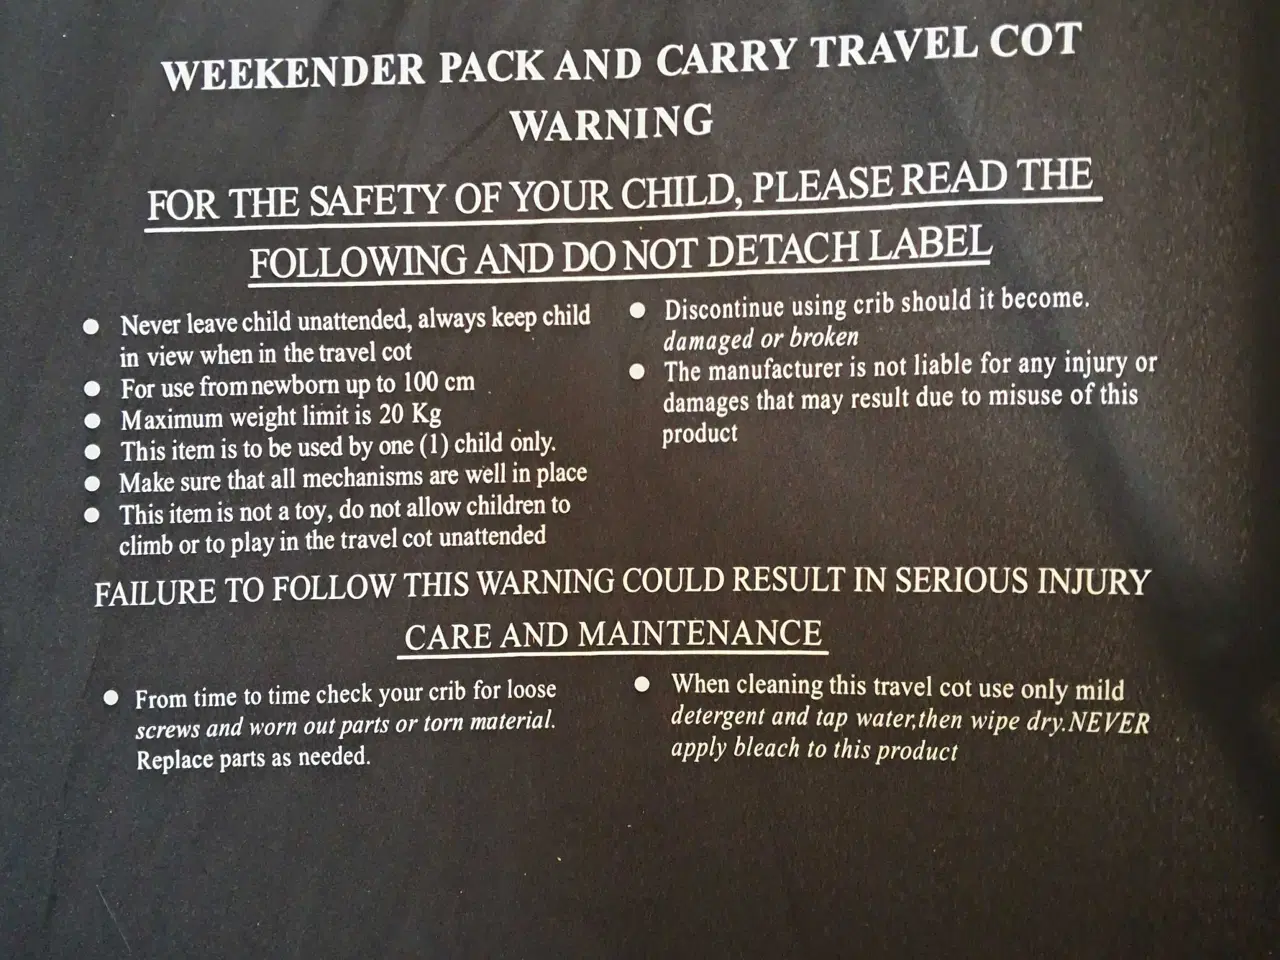 WEEKENDER PACK AND CARRY TRAVEL COT
WARNING
FOR THE SAFETY OF YOUR CHILD, PLEASE READ THE
FOLLOWING AND DO NOT DETACH LABEL
● Never leave child unattended, always keep child
in view when in the travel cot
● For use from newborn up to 100 cm
● Maximum weight limit is 20 Kg
● This item is to be used by one (1) child only.
● Make sure that all mechanisms are well in place
● This item is not a toy, do not allow children to
climb or to play in the travel cot unattended
● Discontinue using crib should it become.
damaged or broken
● The manufacturer is not liable for any injury or
damages that may result due to misuse of this
product
FAILURE TO FOLLOW THIS WARNING COULD RESULT IN SERIOUS INJURY
CARE AND MAINTENANCE
● From time to time check your crib for loose
screws and worn out parts or torn material.
Replace parts as needed.
● When cleaning this travel cot use only mild
detergent and tap water,then wipe dry.NEVER
apply bleach to this product